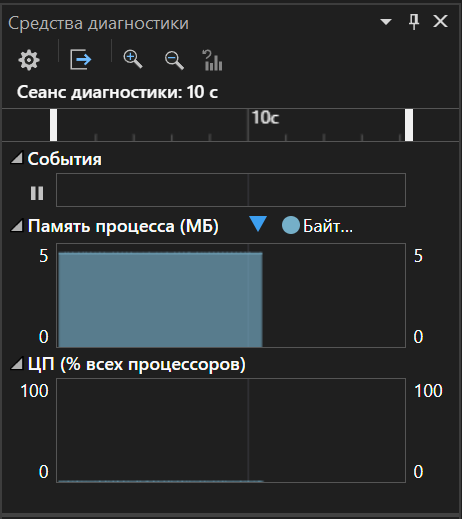 Средства диагностики
Сеанс диагностики: 10 с
10с
События
Память процесса (МБ) Байт...
5 5
0 0
ЦП (% всех процессоров)
100 100
0 0